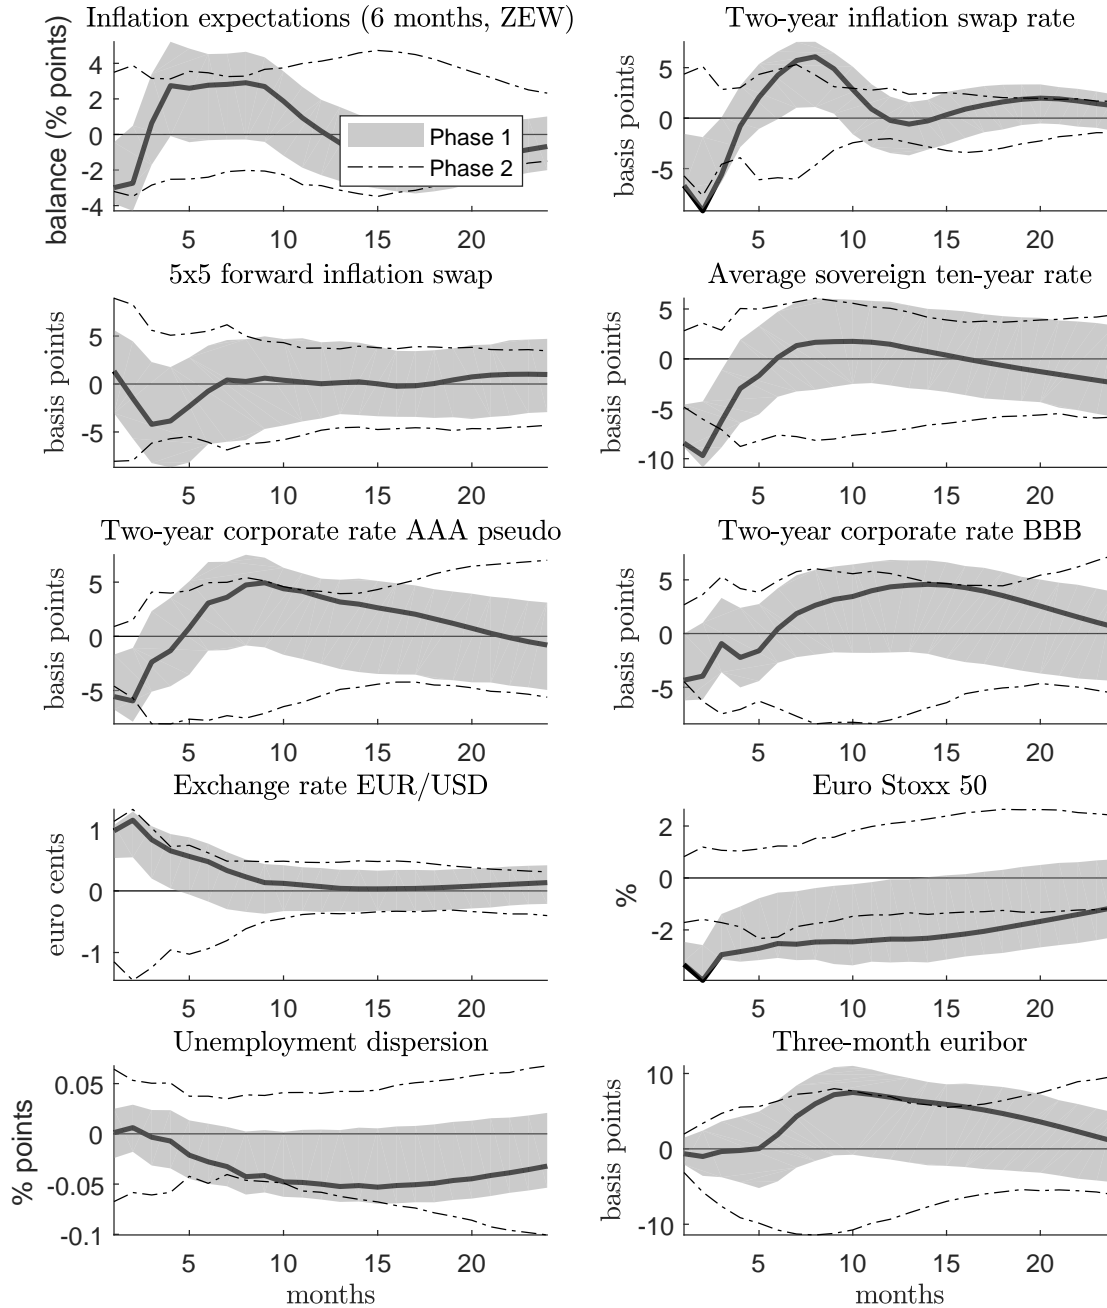 Inflation expectations (6 months, ZEW)
balance (% points)
4
2
0
-2
-4
Phase 1
Phase 2
5 10 15 20
Two-year inflation swap rate
basis points
5
0
-5
5 10 15 20
5x5 forward inflation swap
basis points
5
0
-5
5 10 15 20
Average sovereign ten-year rate
basis points
5
0
-5
-10
5 10 15 20
Two-year corporate rate AAA pseudo
basis points
5
0
-5
5 10 15 20
Two-year corporate rate BBB
basis points
5
0
-5
5 10 15 20
Exchange rate EUR/USD
euro cents
1
0
-1
5 10 15 20
Euro Stoxx 50
%
2
0
-2
5 10 15 20
Unemployment dispersion
% points
0.05
0
-0.05
-0.1
5 10 15 20
months
Three-month euribor
basis points
10
0
-10
5 10 15 20
months